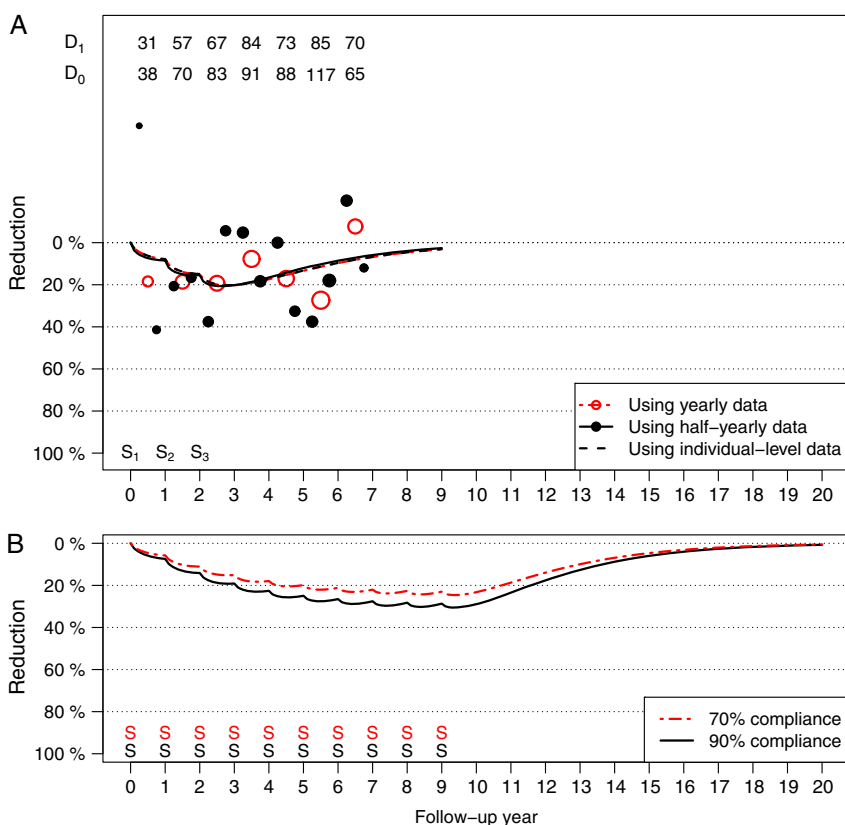 A
D1 31 57 67 84 73 85 70
D0 38 70 83 91 88 117 65
Reduction
0 %
20 %
40 %
60 %
80 %
100 %
S1 S2 S3
Using yearly data
Using half-yearly data
Using individual-level data
0 1 2 3 4 5 6 7 8 9 10 11 12 13 14 15 16 17 18 19 20
B
Reduction
0 %
20 %
40 %
60 %
80 %
100 %
S S S S S S S S S S
S S S S S S S S S S
70% compliance
90% compliance
0 1 2 3 4 5 6 7 8 9 10 11 12 13 14 15 16 17 18 19 20
Follow-up year